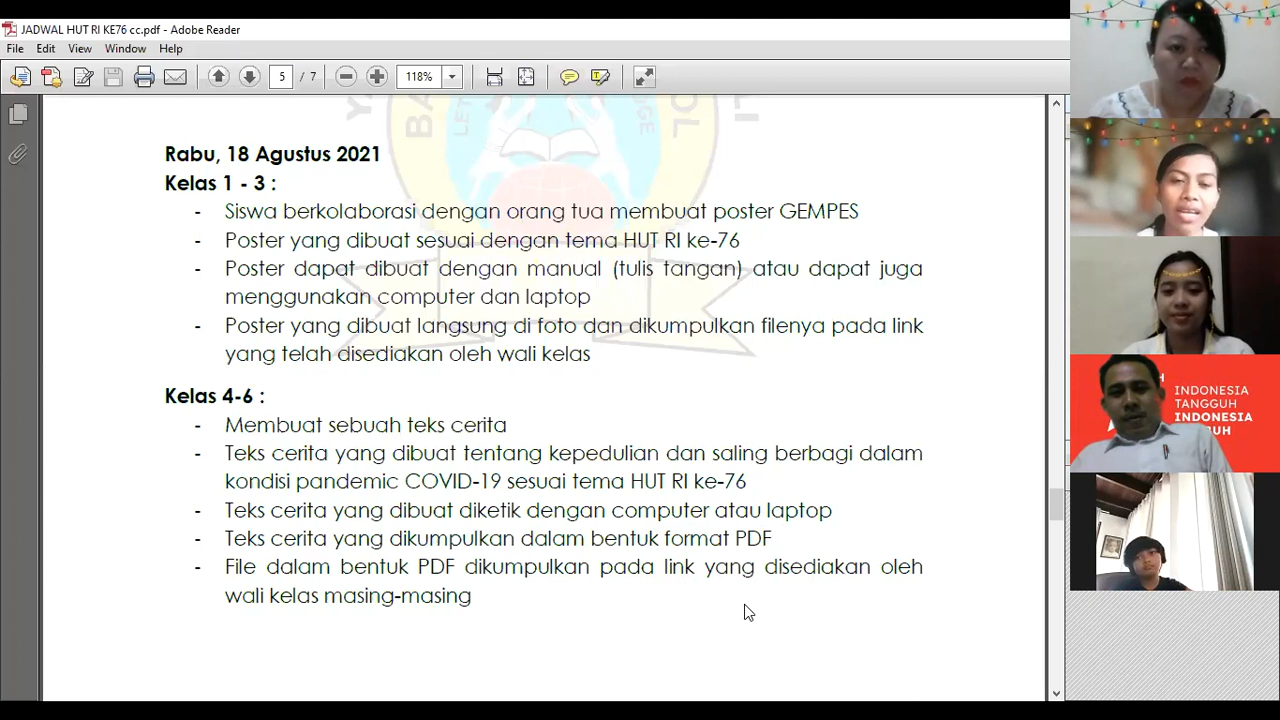 JADWAL HUT RI KE76 cc.pdf - Adobe Reader
File Edit View Window Help
5 / 7 118%
Rabu, 18 Agustus 2021
Kelas 1 - 3 :
- Siswa berkolaborasi dengan orang tua membuat poster GEMPES
- Poster yang dibuat sesuai dengan tema HUT RI ke-76
- Poster dapat dibuat dengan manual (tulis tangan) atau dapat juga
menggunakan computer dan laptop
- Poster yang dibuat langsung di foto dan dikumpulkan filenya pada link
yang telah disediakan oleh wali kelas
Kelas 4-6 :
- Membuat sebuah teks cerita
- Teks cerita yang dibuat tentang kepedulian dan saling berbagi dalam
kondisi pandemic COVID-19 sesuai tema HUT RI ke-76
- Teks cerita yang dibuat diketik dengan computer atau laptop
- Teks cerita yang dikumpulkan dalam bentuk format PDF
- File dalam bentuk PDF dikumpulkan pada link yang disediakan oleh
wali kelas masing-masing
INDONESIA
TANGGUH
INDONESIA